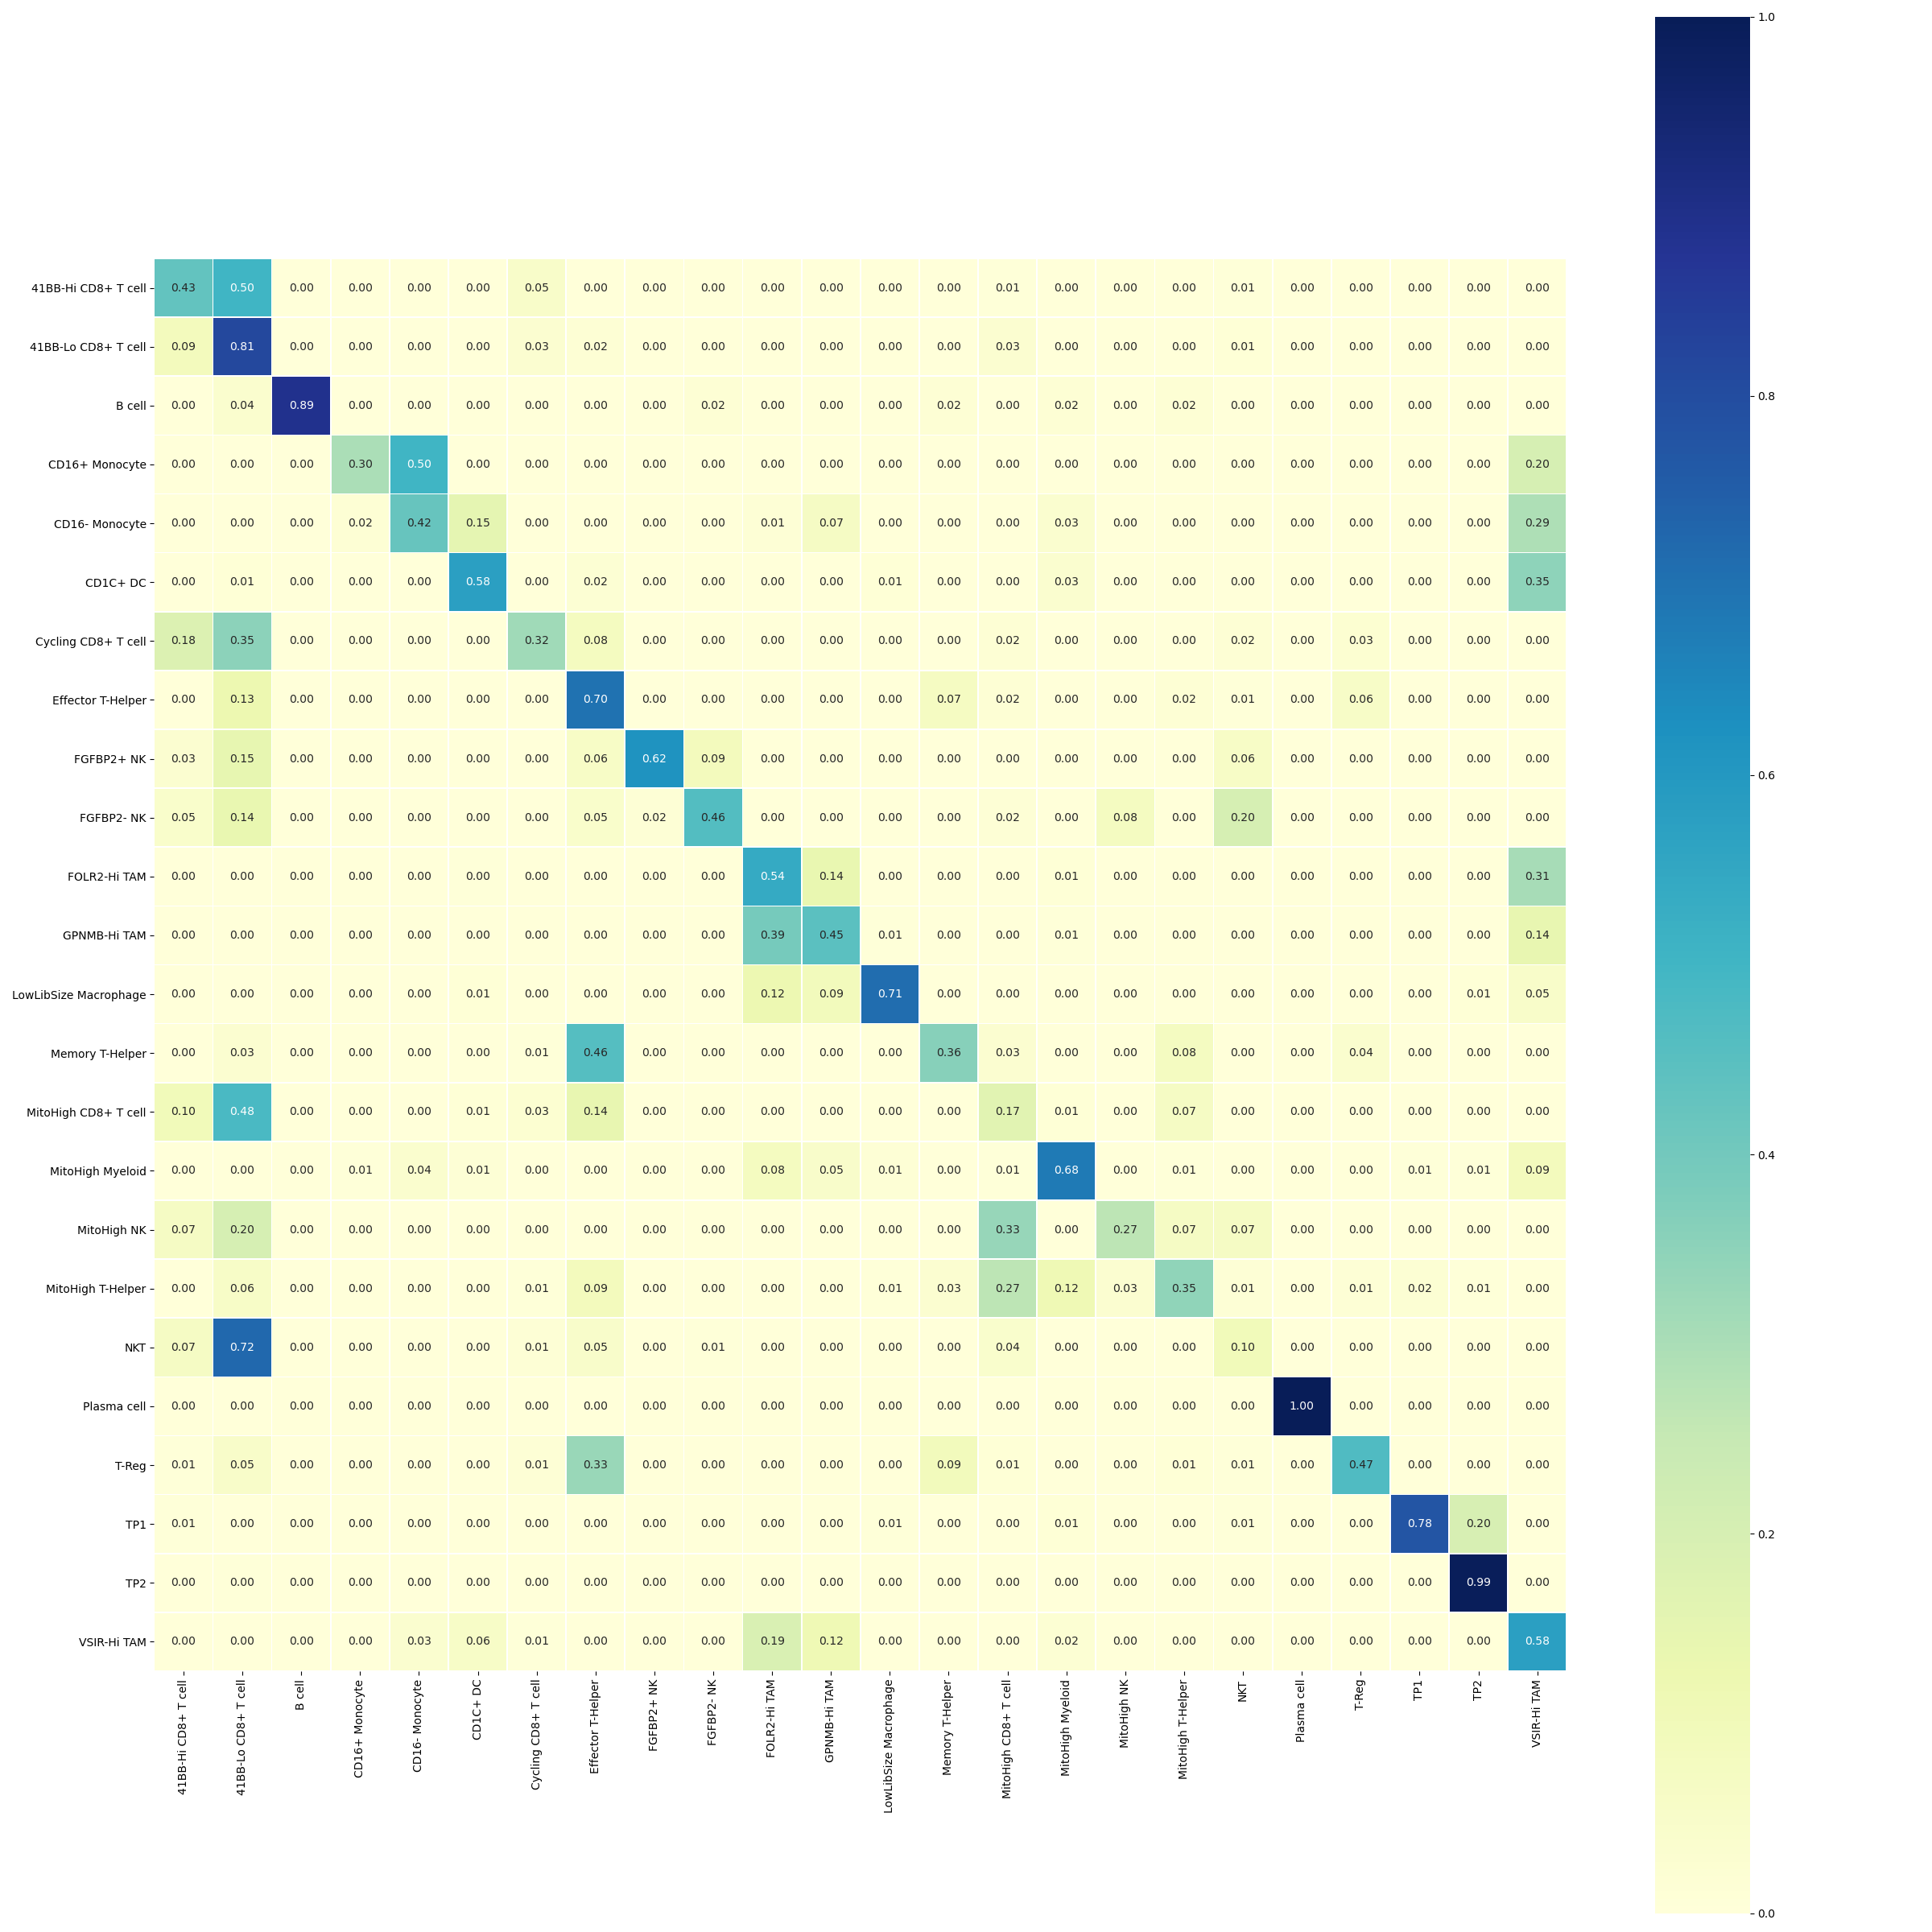 1.0
41BB-Hi CD8+ T cell 0.43 0.50 0.00 0.00 0.00 0.00 0.05 0.00 0.00 0.00 0.00 0.00 0.00 0.00 0.01 0.00 0.00 0.00 0.01 0.00 0.00 0.00 0.00 0.00
41BB-Lo CD8+ T cell 0.09 0.81 0.00 0.00 0.00 0.00 0.03 0.02 0.00 0.00 0.00 0.00 0.00 0.00 0.03 0.00 0.00 0.00 0.01 0.00 0.00 0.00 0.00 0.00
0.8
B cell 0.00 0.04 0.89 0.00 0.00 0.00 0.00 0.00 0.00 0.02 0.00 0.00 0.00 0.02 0.00 0.02 0.00 0.02 0.00 0.00 0.00 0.00 0.00 0.00
CD16+ Monocyte 0.00 0.00 0.00 0.30 0.50 0.00 0.00 0.00 0.00 0.00 0.00 0.00 0.00 0.00 0.00 0.00 0.00 0.00 0.00 0.00 0.00 0.00 0.00 0.20
CD16- Monocyte 0.00 0.00 0.00 0.02 0.42 0.15 0.00 0.00 0.00 0.00 0.01 0.07 0.00 0.00 0.00 0.03 0.00 0.00 0.00 0.00 0.00 0.00 0.00 0.29
CD1C+ DC 0.00 0.01 0.00 0.00 0.00 0.58 0.00 0.02 0.00 0.00 0.00 0.00 0.01 0.00 0.00 0.03 0.00 0.00 0.00 0.00 0.00 0.00 0.00 0.35
Cycling CD8+ T cell 0.18 0.35 0.00 0.00 0.00 0.00 0.32 0.08 0.00 0.00 0.00 0.00 0.00 0.00 0.02 0.00 0.00 0.00 0.02 0.00 0.03 0.00 0.00 0.00
Effector T-Helper 0.00 0.13 0.00 0.00 0.00 0.00 0.00 0.70 0.00 0.00 0.00 0.00 0.00 0.07 0.02 0.00 0.00 0.02 0.01 0.00 0.06 0.00 0.00 0.00
FGFBP2+ NK 0.03 0.15 0.00 0.00 0.00 0.00 0.00 0.06 0.62 0.09 0.00 0.00 0.00 0.00 0.00 0.00 0.00 0.00 0.06 0.00 0.00 0.00 0.00 0.00
0.6
FGFBP2- NK 0.05 0.14 0.00 0.00 0.00 0.00 0.00 0.05 0.02 0.46 0.00 0.00 0.00 0.00 0.02 0.00 0.08 0.00 0.20 0.00 0.00 0.00 0.00 0.00
FOLR2-Hi TAM 0.00 0.00 0.00 0.00 0.00 0.00 0.00 0.00 0.00 0.00 0.54 0.14 0.00 0.00 0.00 0.01 0.00 0.00 0.00 0.00 0.00 0.00 0.00 0.31
GPNMB-Hi TAM 0.00 0.00 0.00 0.00 0.00 0.00 0.00 0.00 0.00 0.00 0.39 0.45 0.01 0.00 0.00 0.01 0.00 0.00 0.00 0.00 0.00 0.00 0.00 0.14
LowLibSize Macrophage 0.00 0.00 0.00 0.00 0.00 0.01 0.00 0.00 0.00 0.00 0.12 0.09 0.71 0.00 0.00 0.00 0.00 0.00 0.00 0.00 0.00 0.00 0.01 0.05
Memory T-Helper 0.00 0.03 0.00 0.00 0.00 0.00 0.01 0.46 0.00 0.00 0.00 0.00 0.00 0.36 0.03 0.00 0.00 0.08 0.00 0.00 0.04 0.00 0.00 0.00
MitoHigh CD8+ T cell 0.10 0.48 0.00 0.00 0.00 0.01 0.03 0.14 0.00 0.00 0.00 0.00 0.00 0.00 0.17 0.01 0.00 0.07 0.00 0.00 0.00 0.00 0.00 0.00
0.4
MitoHigh Myeloid 0.00 0.00 0.00 0.01 0.04 0.01 0.00 0.00 0.00 0.00 0.08 0.05 0.01 0.00 0.01 0.68 0.00 0.01 0.00 0.00 0.00 0.01 0.01 0.09
MitoHigh NK 0.07 0.20 0.00 0.00 0.00 0.00 0.00 0.00 0.00 0.00 0.00 0.00 0.00 0.00 0.33 0.00 0.27 0.07 0.07 0.00 0.00 0.00 0.00 0.00
MitoHigh T-Helper 0.00 0.06 0.00 0.00 0.00 0.00 0.01 0.09 0.00 0.00 0.00 0.00 0.01 0.03 0.27 0.12 0.03 0.35 0.01 0.00 0.01 0.02 0.01 0.00
NKT 0.07 0.72 0.00 0.00 0.00 0.00 0.01 0.05 0.00 0.01 0.00 0.00 0.00 0.00 0.04 0.00 0.00 0.00 0.10 0.00 0.00 0.00 0.00 0.00
Plasma cell 0.00 0.00 0.00 0.00 0.00 0.00 0.00 0.00 0.00 0.00 0.00 0.00 0.00 0.00 0.00 0.00 0.00 0.00 0.00 1.00 0.00 0.00 0.00 0.00
T-Reg 0.01 0.05 0.00 0.00 0.00 0.00 0.01 0.33 0.00 0.00 0.00 0.00 0.00 0.09 0.01 0.00 0.00 0.01 0.01 0.00 0.47 0.00 0.00 0.00
TP1 0.01 0.00 0.00 0.00 0.00 0.00 0.00 0.00 0.00 0.00 0.00 0.00 0.01 0.00 0.00 0.01 0.00 0.00 0.01 0.00 0.00 0.78 0.20 0.00
0.2
TP2 0.00 0.00 0.00 0.00 0.00 0.00 0.00 0.00 0.00 0.00 0.00 0.00 0.00 0.00 0.00 0.00 0.00 0.00 0.00 0.00 0.00 0.00 0.99 0.00
VSIR-Hi TAM 0.00 0.00 0.00 0.00 0.03 0.06 0.01 0.00 0.00 0.00 0.19 0.12 0.00 0.00 0.00 0.02 0.00 0.00 0.00 0.00 0.00 0.00 0.00 0.58
41BB-Hi CD8+ T cell
41BB-Lo CD8+ T cell
B cell
CD16+ Monocyte
CD16- Monocyte
CD1C+ DC
Cycling CD8+ T cell
Effector T-Helper
FGFBP2+ NK
FGFBP2- NK
FOLR2-Hi TAM
GPNMB-Hi TAM
LowLibSize Macrophage
Memory T-Helper
MitoHigh CD8+ T cell
MitoHigh Myeloid
MitoHigh NK
MitoHigh T-Helper
NKT
Plasma cell
T-Reg
TP1
TP2
VSIR-Hi TAM
0.0